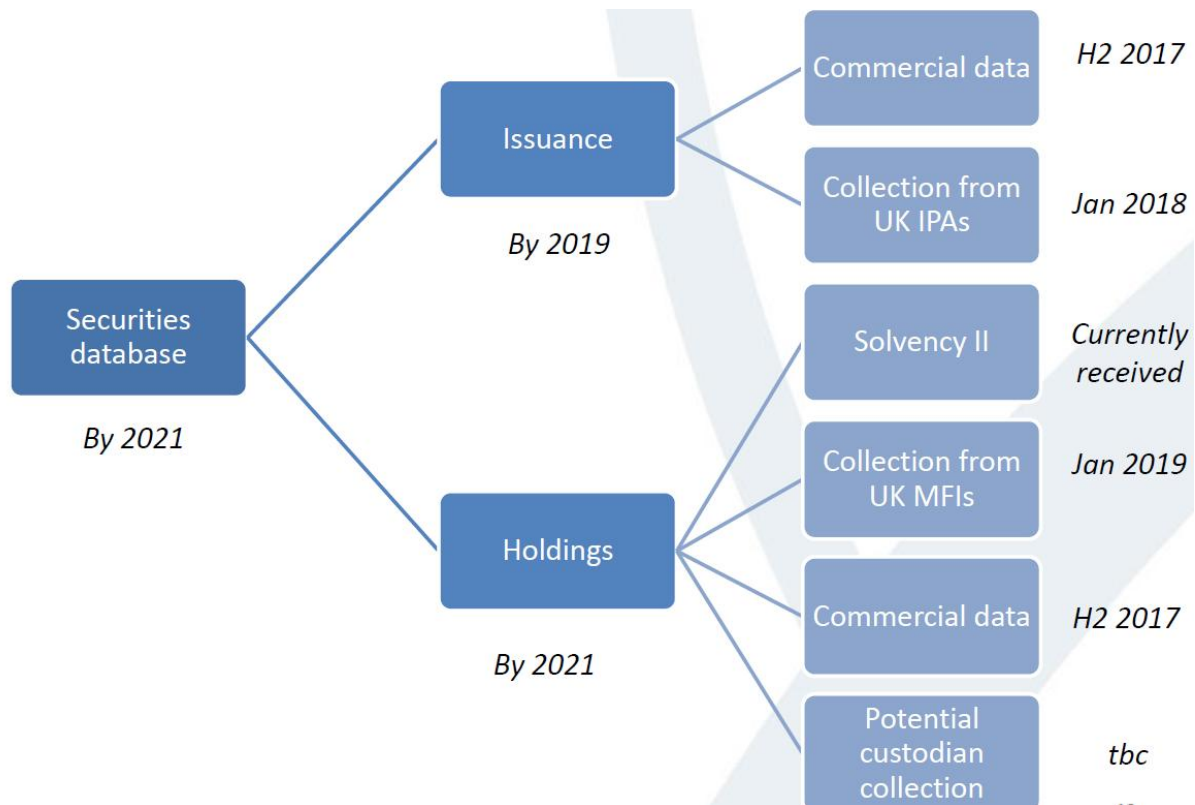 Commercial data
H2 2017
Issuance
By 2019
Collection from
UK IPAs
Jan 2018
Securities
database
By 2021
Solvency II
Currently
received
Collection from
UK MFIs
Jan 2019
Holdings
By 2021
Commercial data
H2 2017
Potential
custodian
collection
tbc